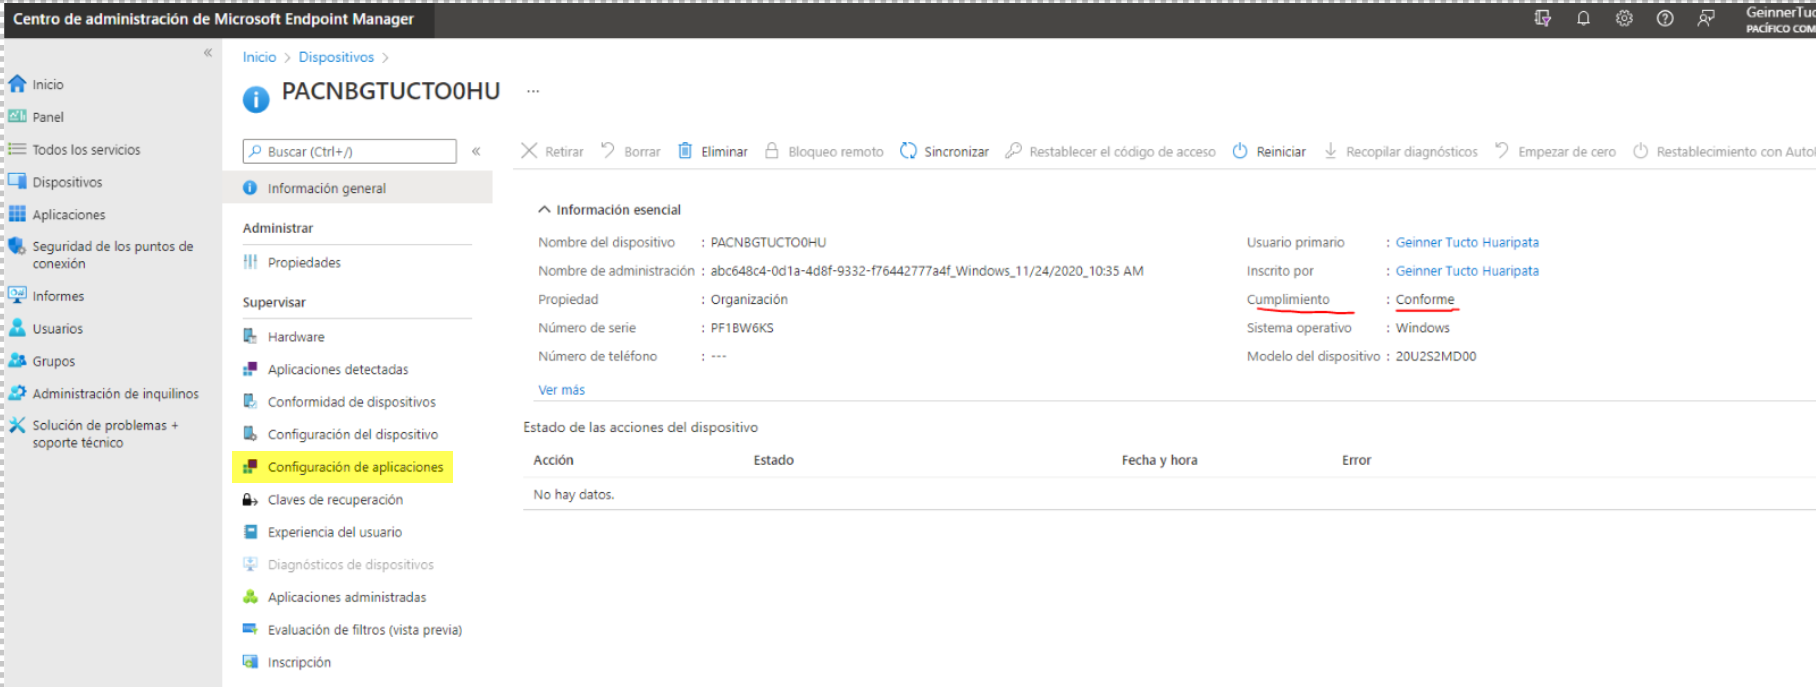 Centro de administración de Microsoft Endpoint Manager
GeinnerTuc
PACÍFICO COM
«
Inicio
Panel
Todos los servicios
Dispositivos
Aplicaciones
Seguridad de los puntos de
conexión
Informes
Usuarios
Grupos
Administración de inquilinos
Solución de problemas +
soporte técnico
Inicio > Dispositivos >
PACNBGTUCTO0HU ...
Buscar (Ctrl+/) «
Información general
Administrar
Propiedades
Supervisar
Hardware
Aplicaciones detectadas
Conformidad de dispositivos
Configuración del dispositivo
Configuración de aplicaciones
Claves de recuperación
Experiencia del usuario
Diagnósticos de dispositivos
Aplicaciones administradas
Evaluación de filtros (vista previa)
Inscripción
Retirar Borrar Eliminar Bloqueo remoto Sincronizar Restablecer el código de acceso Reiniciar Recopilar diagnósticos Empezar de cero Restablecimiento con Autol
Información esencial
Nombre del dispositivo : PACNBGTUCTO0HU
Nombre de administración : abc648c4-0d1a-4d8f-9332-f76442777a4f_Windows_11/24/2020_10:35 AM
Propiedad : Organización
Número de serie : PF1BW6KS
Número de teléfono : ---
Ver más
Usuario primario : Geinner Tucto Huaripata
Inscrito por : Geinner Tucto Huaripata
Cumplimiento : Conforme
Sistema operativo : Windows
Modelo del dispositivo : 20U2S2MD00
Estado de las acciones del dispositivo
Acción Estado Fecha y hora Error
No hay datos.